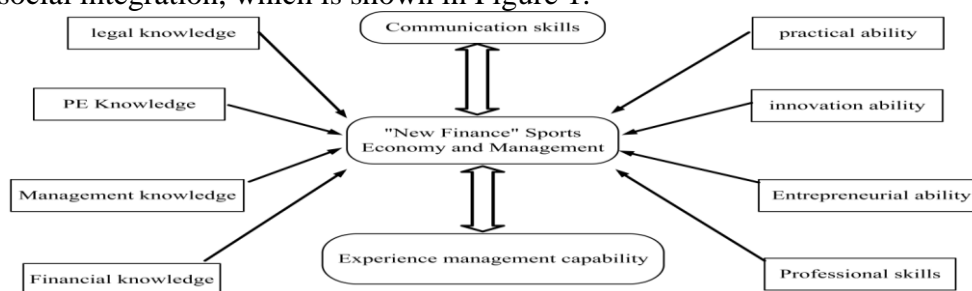 social integration, which is shown in Figure 1.
legal knowledge
Communication skills
practical ability
PE Knowledge
innovation ability
"New Finance" Sports
Economy and Management
Management knowledge
Entrepreneurial ability
Experience management capability
Financial knowledge
Professional skills